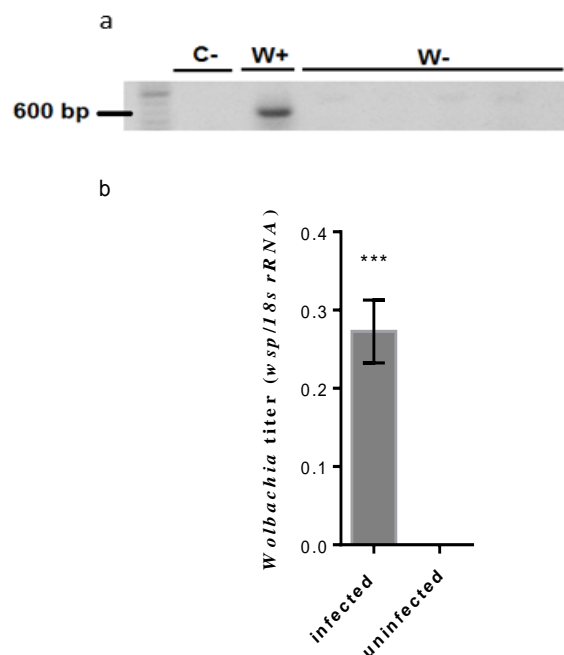 a
C- W+ W-
600 bp
b
Wolbachia titer (wsp/18s rRNA)
0.4
***
0.3
0.2
0.1
0.0
infected
uninfected